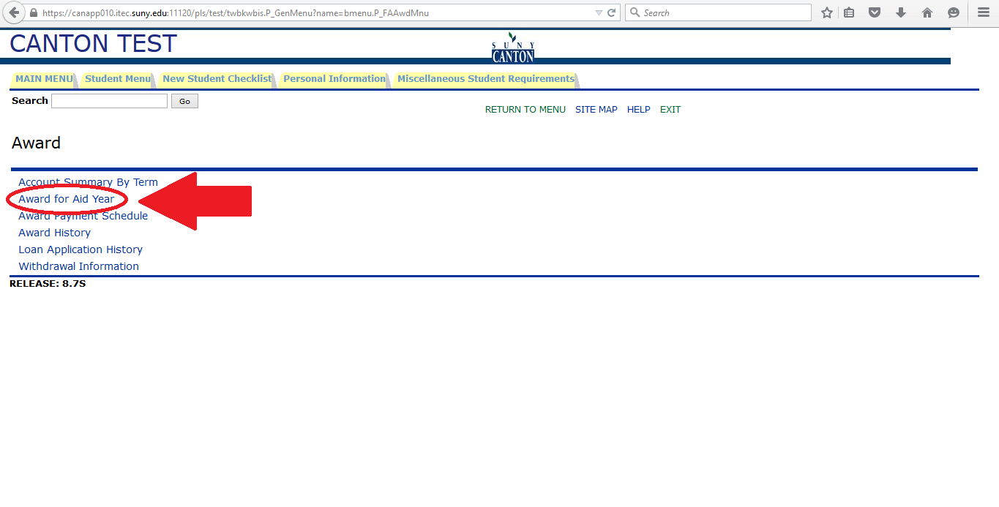 https://canapp010.itec.suny.edu:11120/pls/test/twbkwbis.P_GenMenu?name=bmenu.P_FAAwdMnu
Search
CANTON TEST
SUNY
CANTON
MAIN MENU Student Menu New Student Checklist Personal Information Miscellaneous Student Requirements
Search Go
RETURN TO MENU SITE MAP HELP EXIT
Award
Account Summary By Term
Award for Aid Year
Award Payment Schedule
Award History
Loan Application History
Withdrawal Information
RELEASE: 8.7S